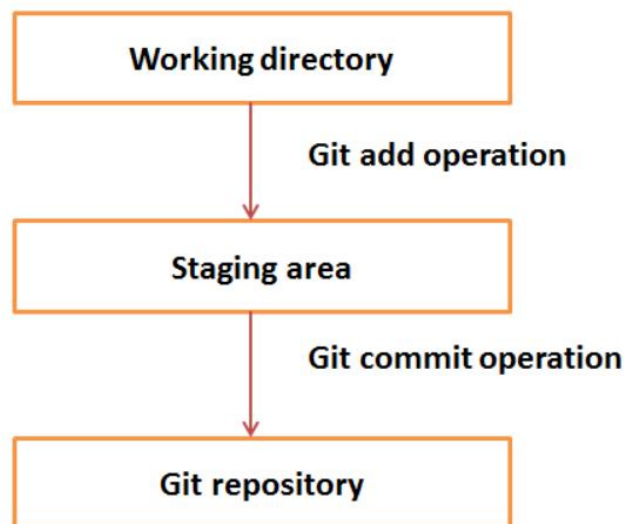 Working directory
Git add operation
Staging area
Git commit operation
Git repository